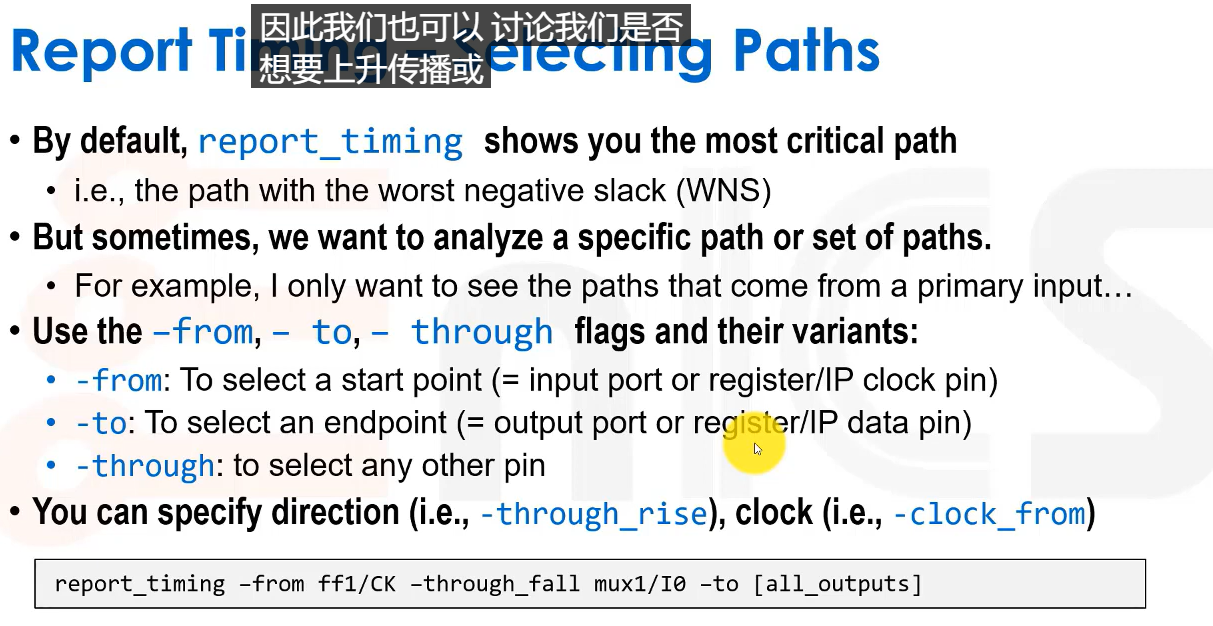 因此我们也可以 讨论我们是否
想要上升传播或
Report Timing – Selecting Paths
• By default, report_timing shows you the most critical path
• i.e., the path with the worst negative slack (WNS)
• But sometimes, we want to analyze a specific path or set of paths.
• For example, I only want to see the paths that come from a primary input…
• Use the –from, – to, – through flags and their variants:
• -from: To select a start point (= input port or register/IP clock pin)
• -to: To select an endpoint (= output port or register/IP data pin)
• -through: to select any other pin
• You can specify direction (i.e., -through_rise), clock (i.e., -clock_from)
report_timing –from ff1/CK –through_fall mux1/I0 –to [all_outputs]